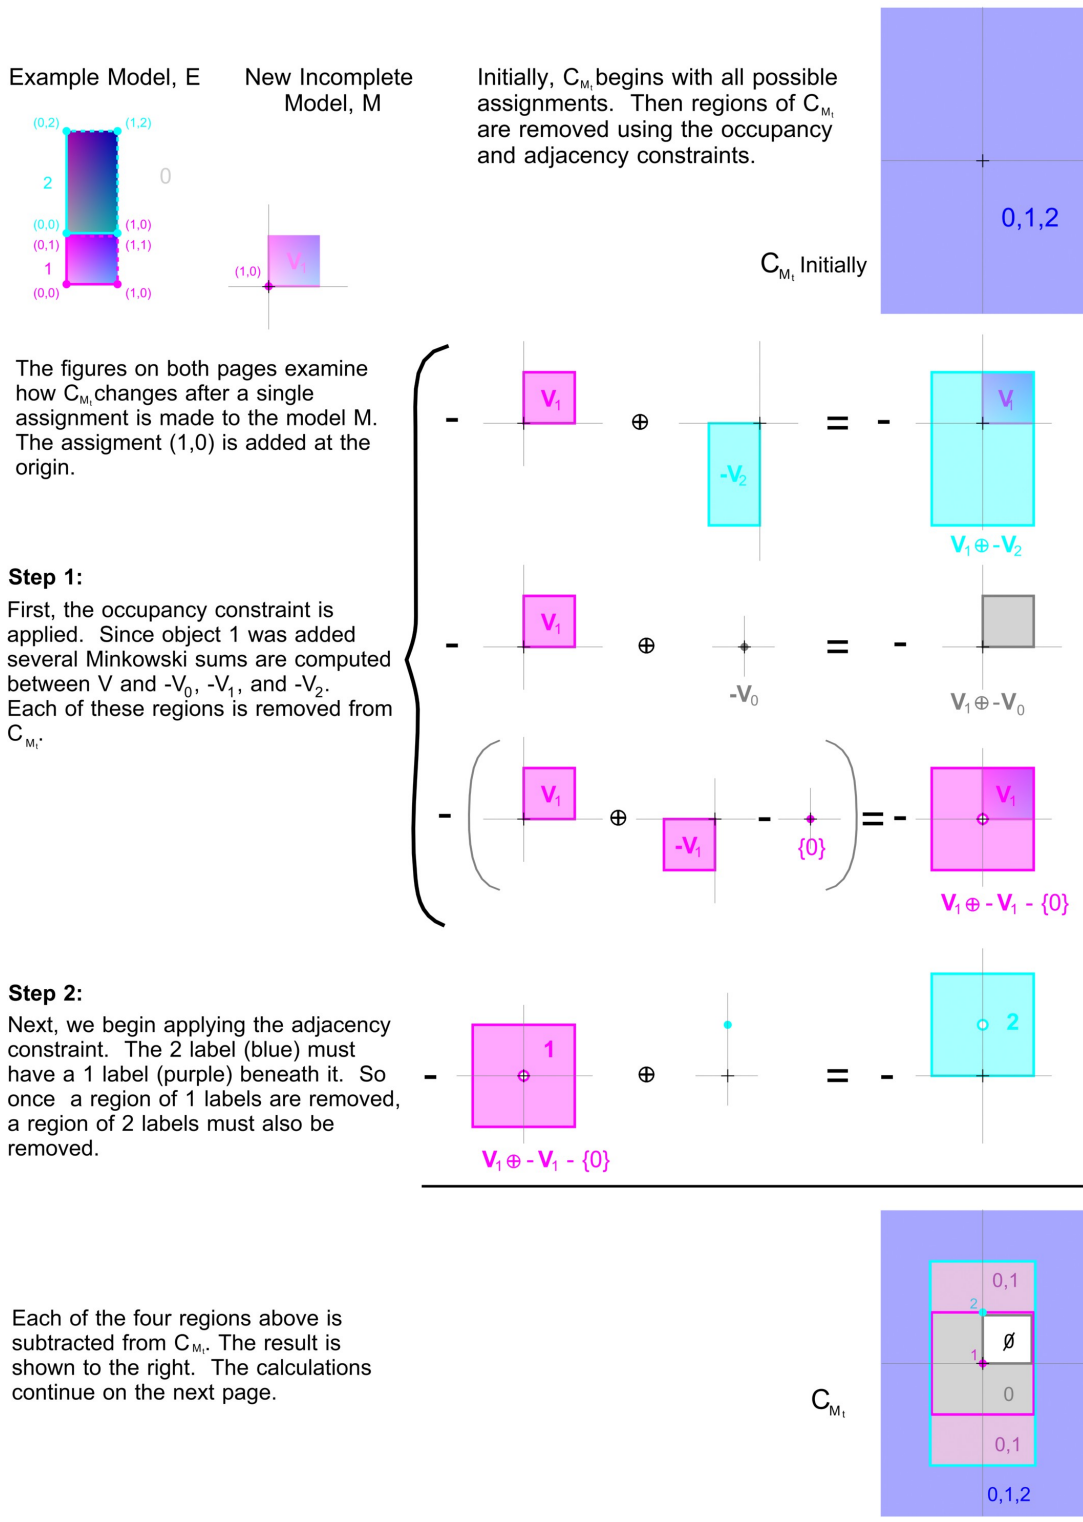 Example Model, E
New Incomplete
Model, M
Initially, C_Mt begins with all possible
assignments.  Then regions of C_Mt
are removed using the occupancy
and adjacency constraints.
(0,2)
(1,2)
2
0
(0,0)
(1,0)
(0,1)
(1,1)
1
(0,0)
(1,0)
(1,0)
V₁
0,1,2
C_Mt Initially
The figures on both pages examine
how C_Mt changes after a single
assignment is made to the model M.
The assigment (1,0) is added at the
origin.
- V₁ ⊕ -V₂ = - V₁
V₁ ⊕ -V₂
Step 1:
First, the occupancy constraint is
applied.  Since object 1 was added
several Minkowski sums are computed
between V and -V₀, -V₁, and -V₂.
Each of these regions is removed from
C_Mt.
- V₁ ⊕ = -
-V₀
V₁ ⊕ -V₀
- ( V₁ ⊕ -V₁ - {0} ) = - V₁
V₁ ⊕ - V₁ - {0}
Step 2:
Next, we begin applying the adjacency
constraint.  The 2 label (blue) must
have a 1 label (purple) beneath it.  So
once  a region of 1 labels are removed,
a region of 2 labels must also be
removed.
- 1 ⊕ = - 2
V₁ ⊕ - V₁ - {0}
Each of the four regions above is
subtracted from C_Mt. The result is
shown to the right.  The calculations
continue on the next page.
C_Mt
0,1
2
1
ø
0
0,1
0,1,2